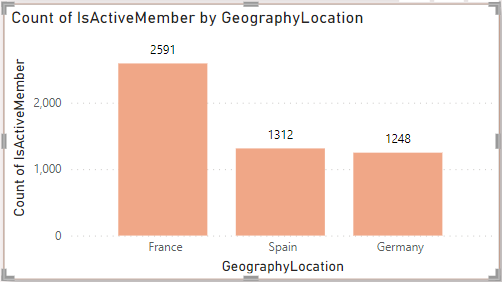 Count of IsActiveMember by GeographyLocation
Count of IsActiveMember
2,000
1,000
0
2591
1312
1248
France
Spain
Germany
GeographyLocation